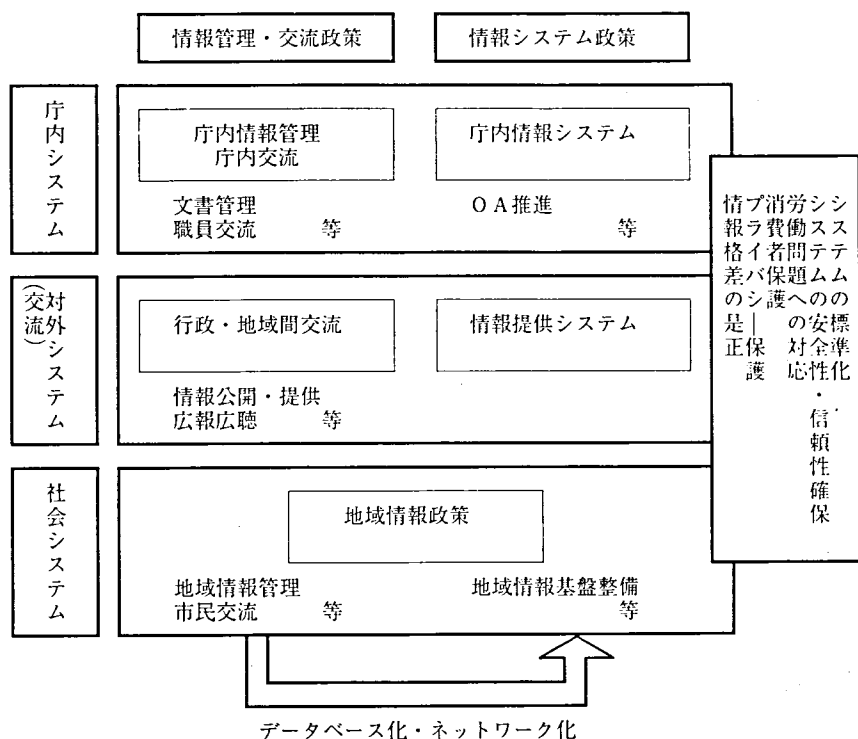 情報管理・交流政策
情報システム政策
庁内システム
庁内情報管理
庁内交流
庁内情報システム
文書管理
職員交流　等
ＯＡ推進
等
対外システム
(交流)
行政・地域間交流
情報提供システム
情報公開・提供
広報広聴　等
社会システム
地域情報政策
地域情報管理
市民交流　等
地域情報基盤整備
等
システムの標準化
システムの安全性・信頼性確保
労働問題への対応
消費者保護
プライバシー保護
情報格差の是正
データベース化・ネットワーク化